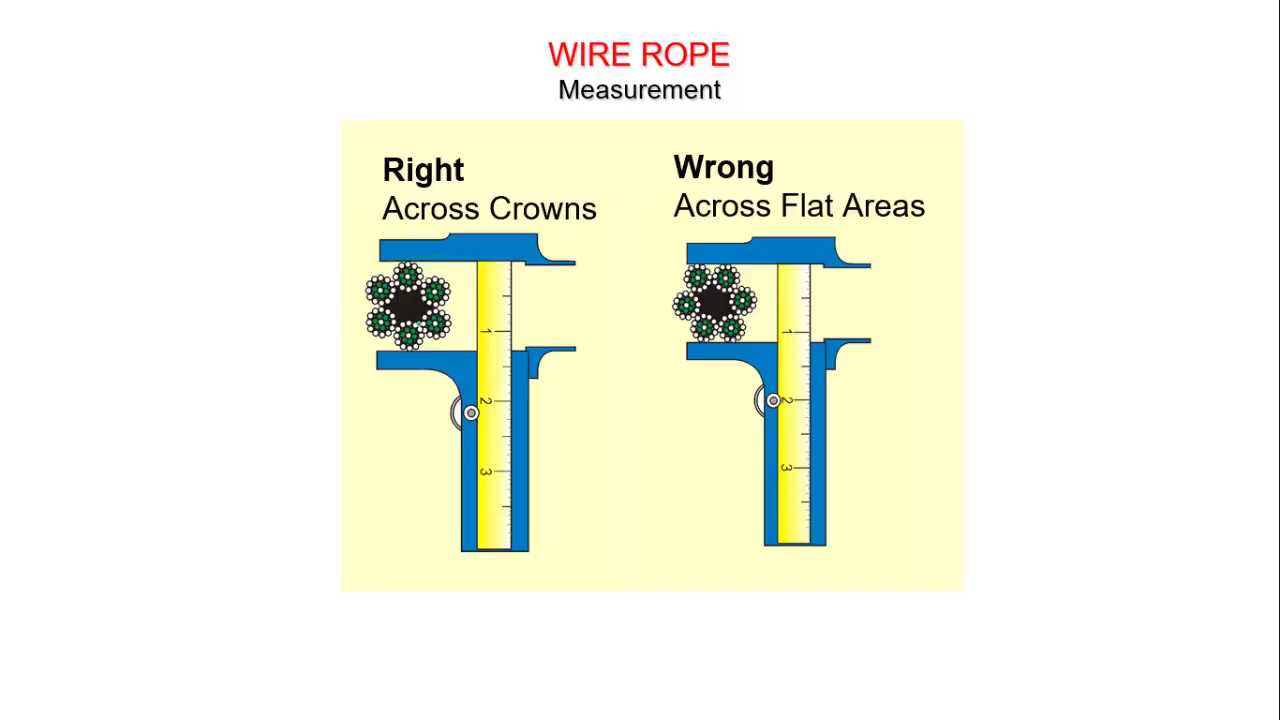 WIRE ROPE
Measurement
Right
Across Crowns
Wrong
Across Flat Areas
1
2
3
1
2
3